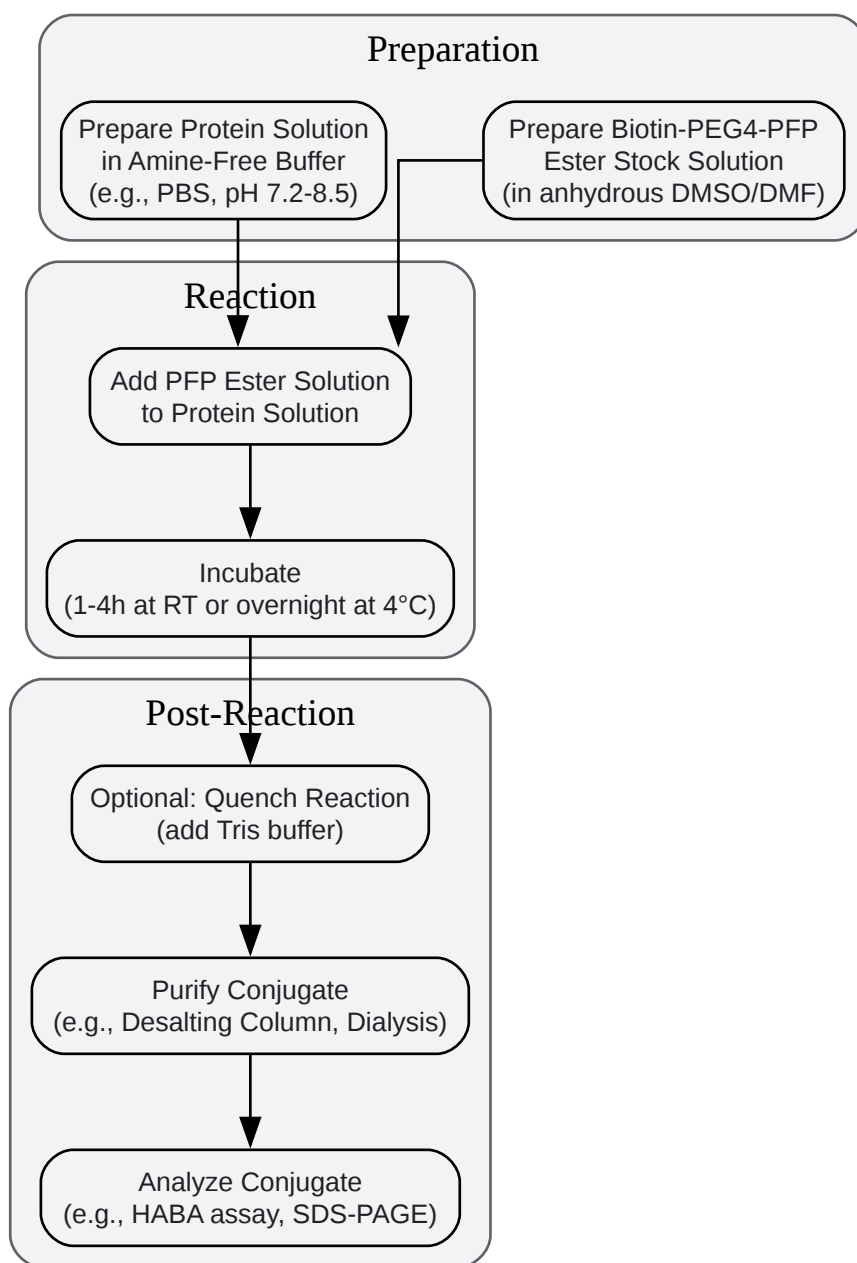 Preparation
Prepare Protein Solution
in Amine-Free Buffer
(e.g., PBS, pH 7.2-8.5)
Prepare Biotin-PEG4-PFP
Ester Stock Solution
(in anhydrous DMSO/DMF)
Reaction
Add PFP Ester Solution
to Protein Solution
Incubate
(1-4h at RT or overnight at 4°C)
Post-Reaction
Optional: Quench Reaction
(add Tris buffer)
Purify Conjugate
(e.g., Desalting Column, Dialysis)
Analyze Conjugate
(e.g., HABA assay, SDS-PAGE)